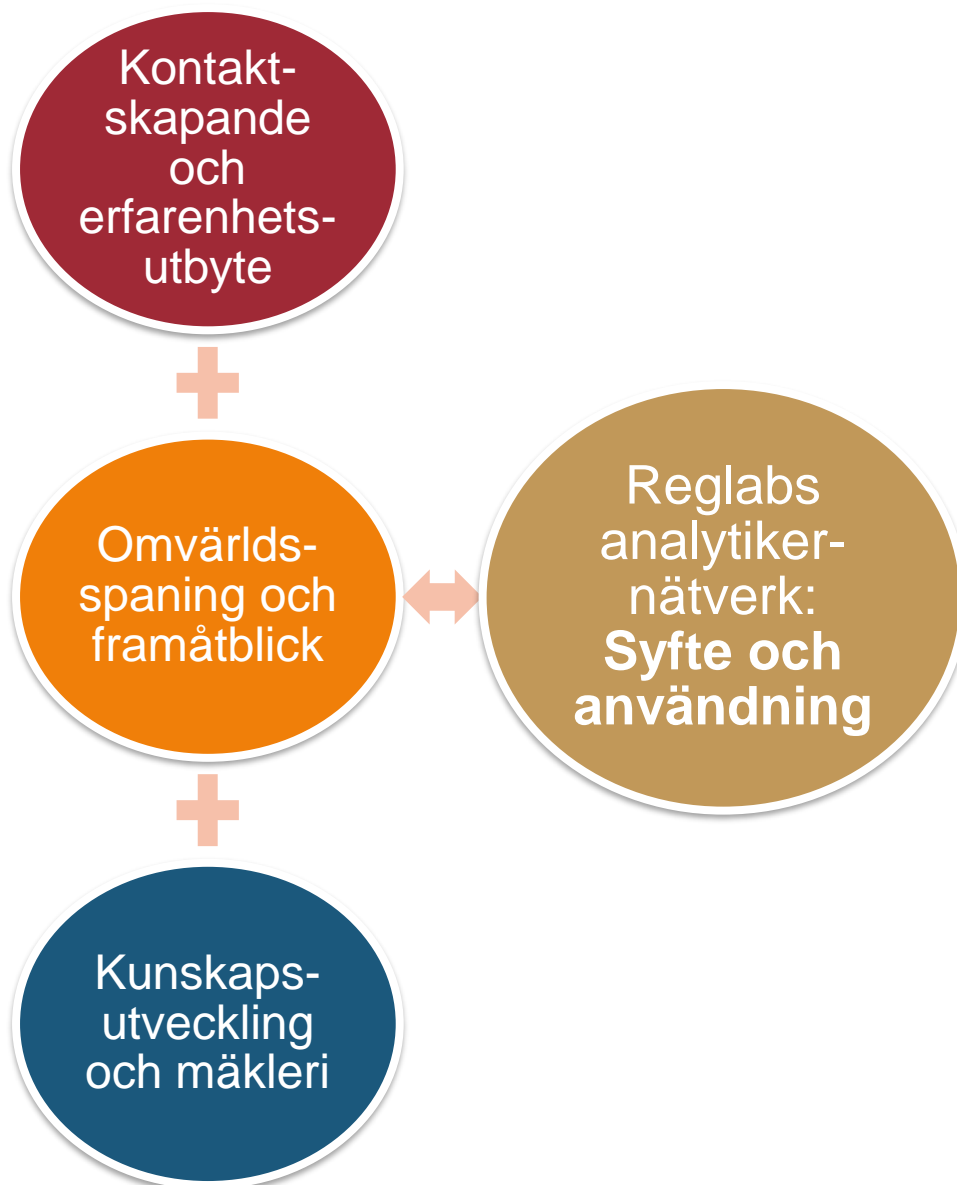 Kontakt-
skapande
och
erfarenhets-
utbyte
Omvärlds-
spaning och
framåtblick
Kunskaps-
utveckling
och mäkleri
Reglabs
analytiker-
nätverk:
Syfte och
användning